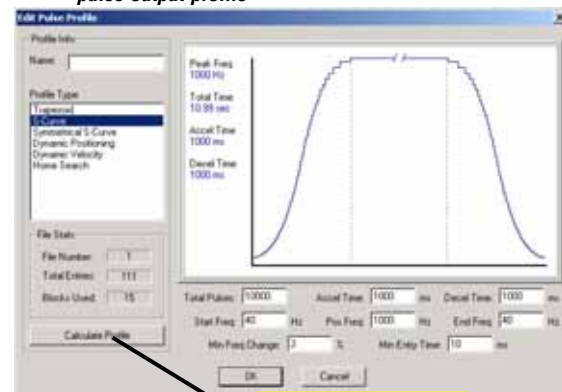 pulse output profile
Edit Pulse Profile
Profile Info
Name:
Profile Type
Trapezoid
S-Curve
Symmetrical S-Curve
Dynamic Positioning
Dynamic Velocity
Home Search
File Stats
File Number: 1
Total Entries: 111
Blocks Used: 15
Calculate Profile
Peak Freq
1000 Hz
Total Time
10.99 sec
Accel Time
1000 ms
Decel Time
1000 ms
Total Pulses: 10000 Accel Time: 1000 ms Decel Time: 1000 ms
Start Freq: 40 Hz Pos Freq: 1000 Hz End Freq: 40 Hz
Min Freq Change: 3 % Min Entry Time: 10 ms
OK Cancel